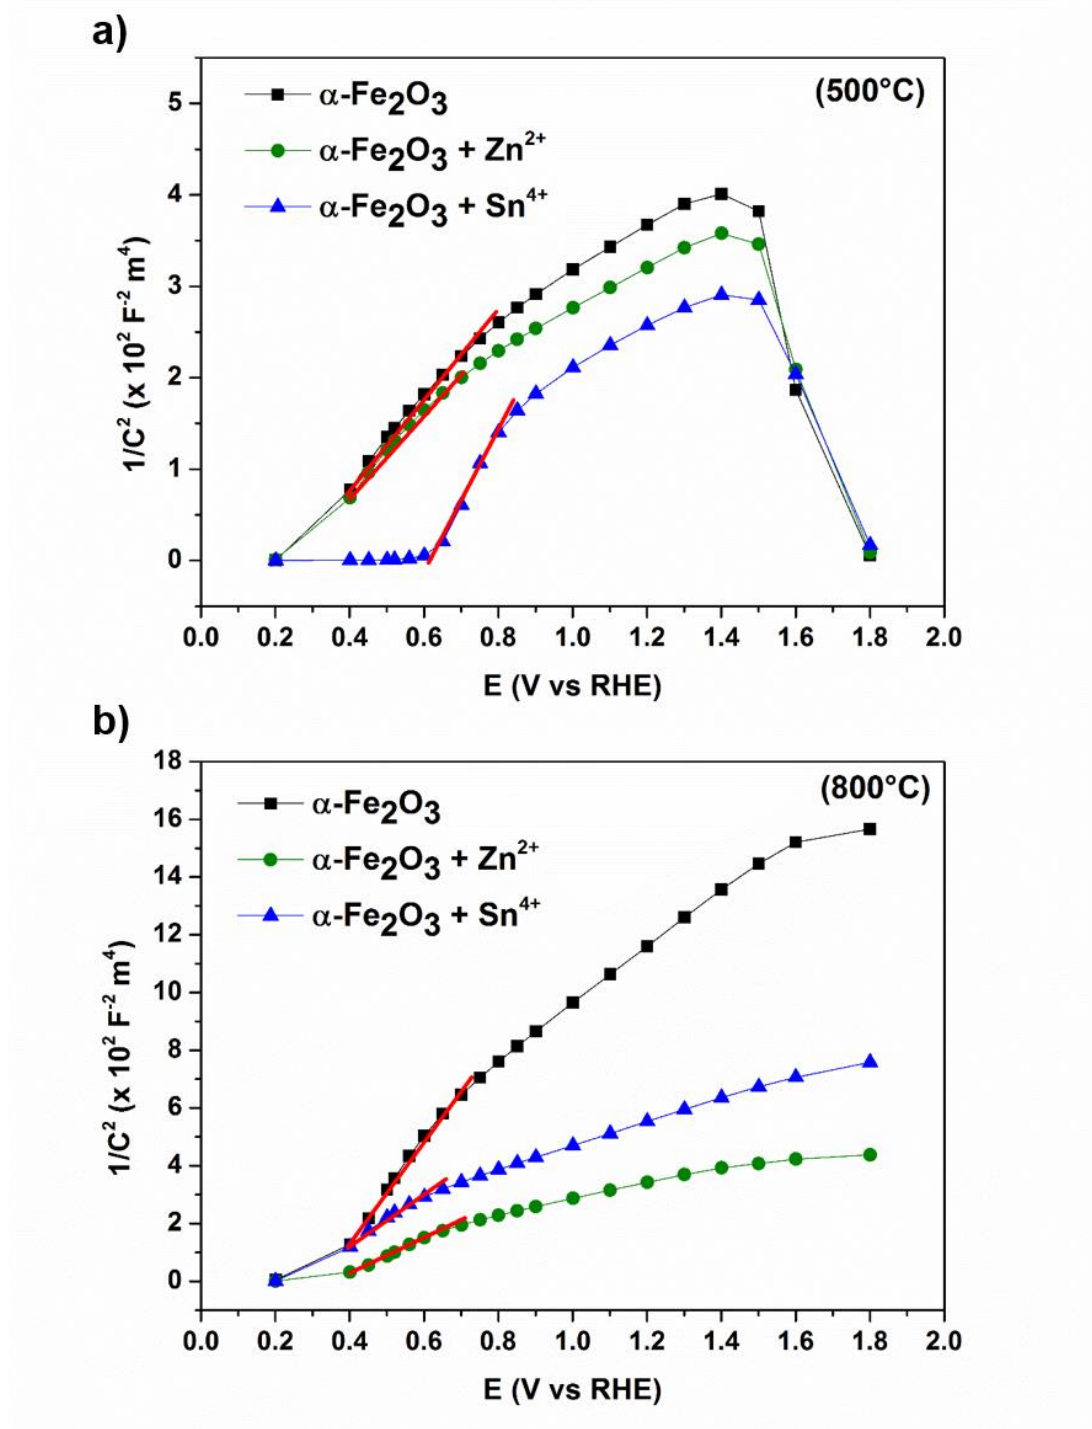 a)
(500°C)
α-Fe₂O₃
α-Fe₂O₃ + Zn²⁺
α-Fe₂O₃ + Sn⁴⁺
1/C² (x 10² F⁻² m⁴)
5
4
3
2
1
0
0.0 0.2 0.4 0.6 0.8 1.0 1.2 1.4 1.6 1.8 2.0
E (V vs RHE)
b)
(800°C)
α-Fe₂O₃
α-Fe₂O₃ + Zn²⁺
α-Fe₂O₃ + Sn⁴⁺
1/C² (x 10² F⁻² m⁴)
18
16
14
12
10
8
6
4
2
0
0.0 0.2 0.4 0.6 0.8 1.0 1.2 1.4 1.6 1.8 2.0
E (V vs RHE)